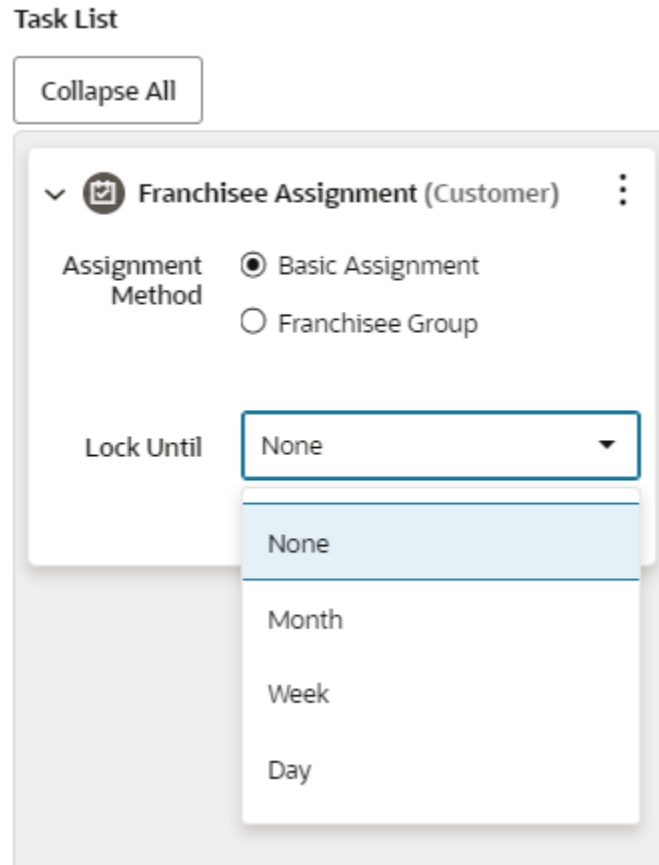 Task List
Collapse All
Franchisee Assignment (Customer)
Assignment
Method
Basic Assignment
Franchisee Group
Lock Until
None
None
Month
Week
Day